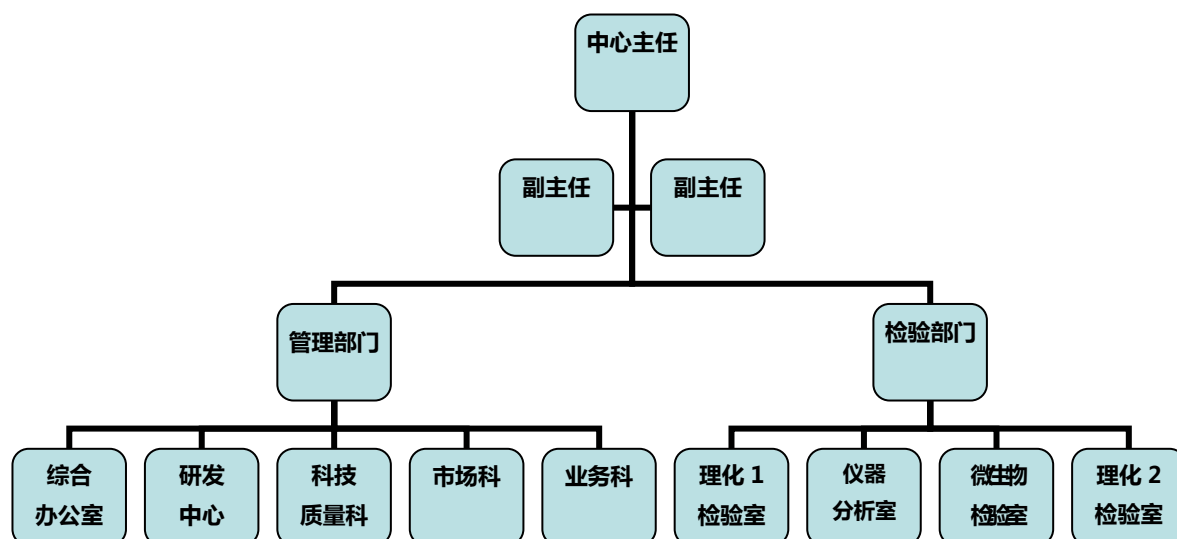 中心主任
副主任
副主任
管理部门
检验部门
综合
办公室
研发
中心
科技
质量科
市场科
业务科
理化 1
检验室
仪器
分析室
微生物
检验室
理化 2
检验室